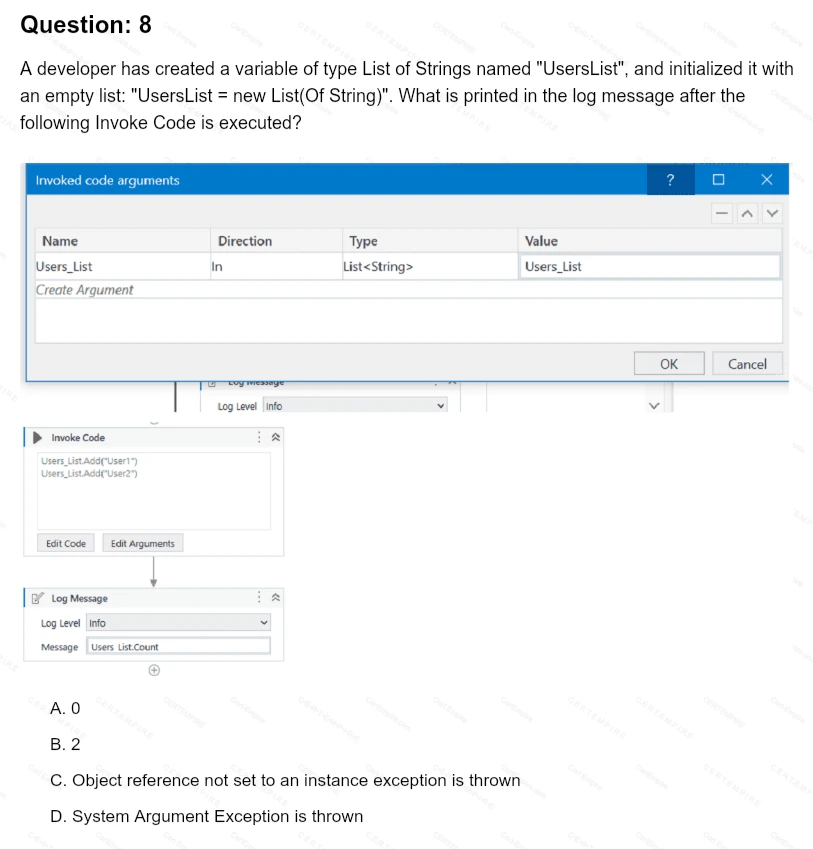 Question: 8
A developer has created a variable of type List of Strings named "UsersList", and initialized it with
an empty list: "UsersList = new List(Of String)". What is printed in the log message after the
following Invoke Code is executed?
Invoked code arguments
?
Name Direction Type Value
Users_List In List<String> Users_List
Create Argument
OK Cancel
Log Message
Log Level Info
Invoke Code
Users_List.Add("User1")
Users_List.Add("User2")
Edit Code Edit Arguments
Log Message
Log Level Info
Message Users List.Count
A. 0
B. 2
C. Object reference not set to an instance exception is thrown
D. System Argument Exception is thrown